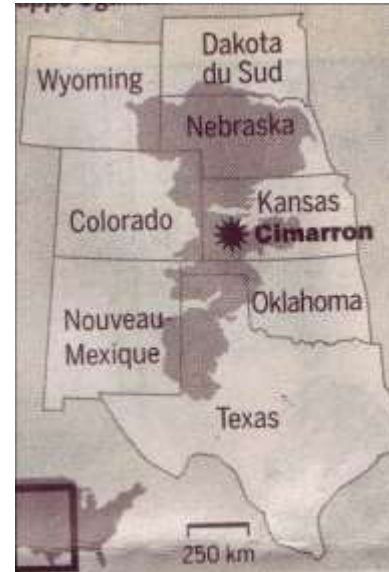 Dakota
du Sud
Wyoming
Nebraska
Kansas
Colorado
Cimarron
Oklahoma
Nouveau-
Mexique
Texas
250 km